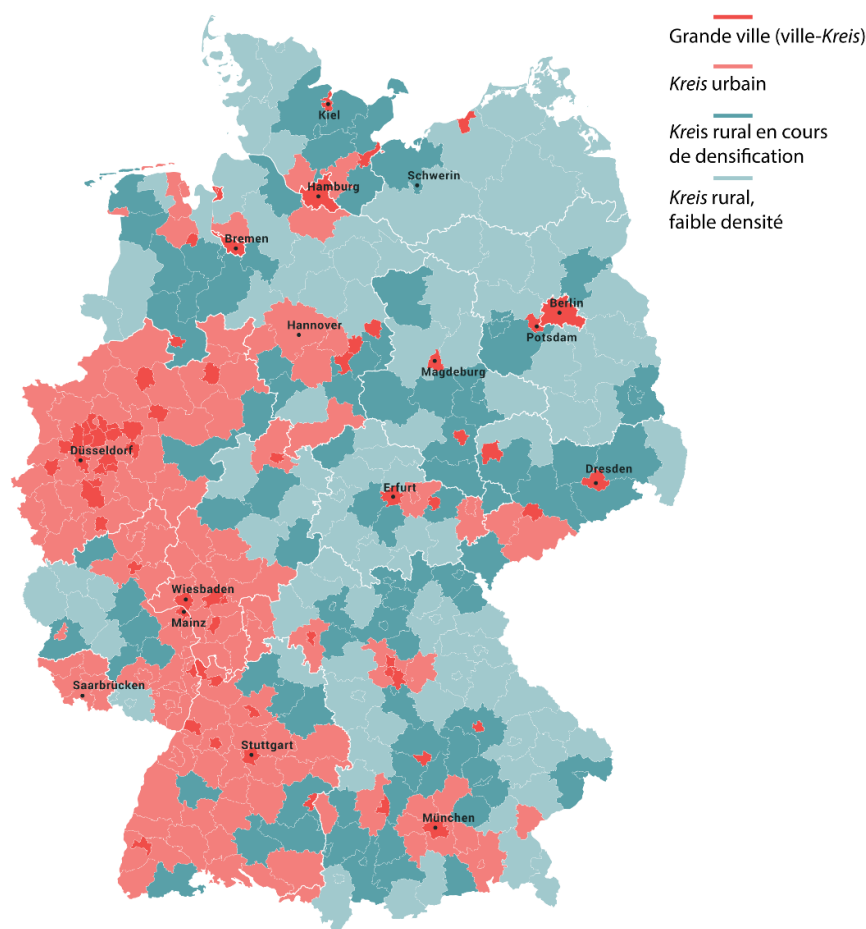 Grande ville (ville-Kreis)
Kreis urbain
Kreis rural en cours
de densification
Kreis rural,
faible densité
Kiel
Schwerin
Hamburg
Bremen
Berlin
Hannover
Potsdam
Magdeburg
Düsseldorf
Dresden
Erfurt
Wiesbaden
Mainz
Saarbrücken
Stuttgart
München